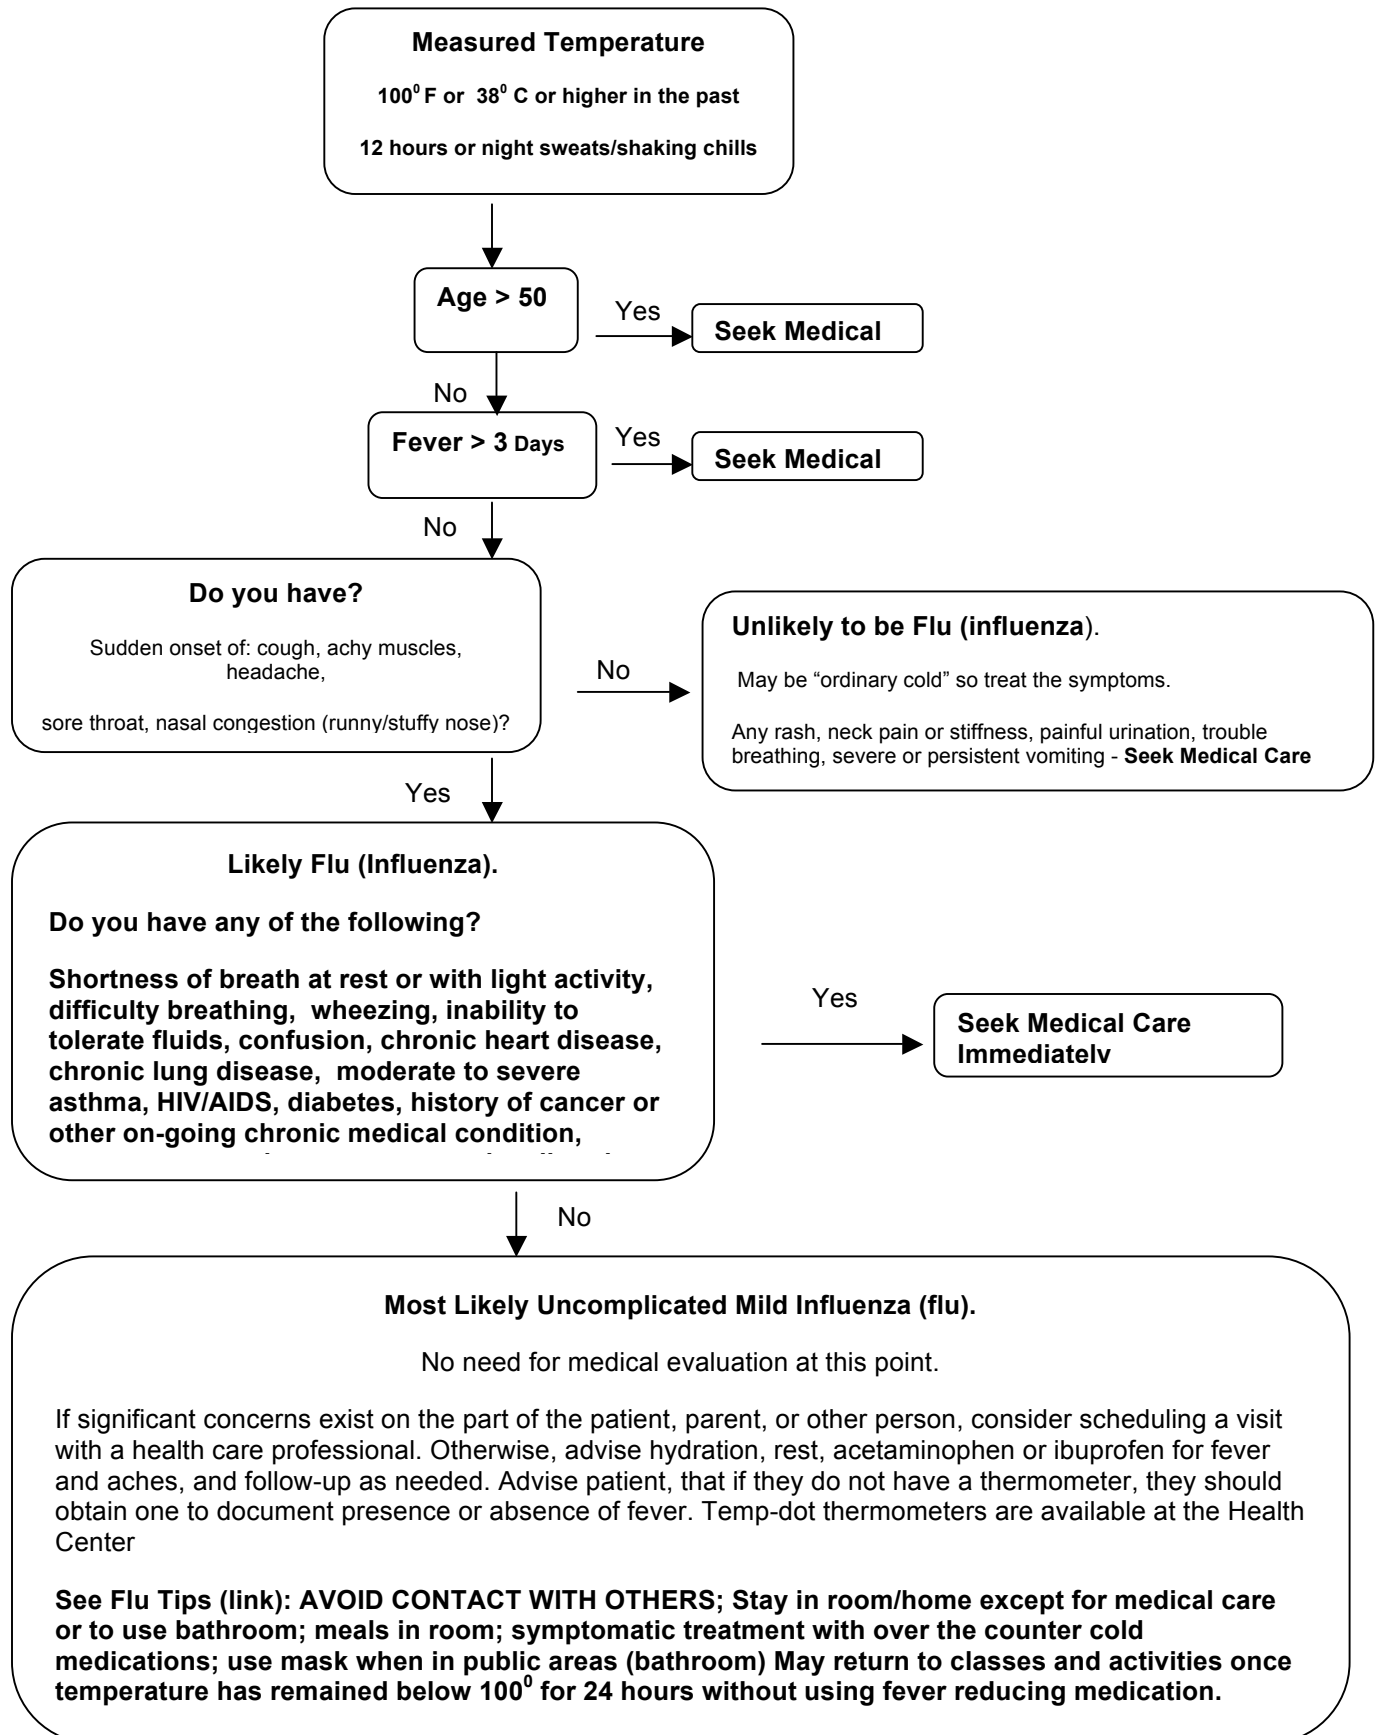 Measured Temperature
100⁰ F or 38⁰ C or higher in the past
12 hours or night sweats/shaking chills
Age > 50
Yes
Seek Medical
No
Fever > 3 Days
Yes
Seek Medical
No
Do you have?
Sudden onset of: cough, achy muscles,
headache,
sore throat, nasal congestion (runny/stuffy nose)?
No
Unlikely to be Flu (influenza).
May be “ordinary cold” so treat the symptoms.
Any rash, neck pain or stiffness, painful urination, trouble
breathing, severe or persistent vomiting - Seek Medical Care
Yes
Likely Flu (Influenza).
Do you have any of the following?
Shortness of breath at rest or with light activity,
difficulty breathing, wheezing, inability to
tolerate fluids, confusion, chronic heart disease,
chronic lung disease, moderate to severe
asthma, HIV/AIDS, diabetes, history of cancer or
other on-going chronic medical condition,
Yes
Seek Medical Care
Immediately
No
Most Likely Uncomplicated Mild Influenza (flu).
No need for medical evaluation at this point.
If significant concerns exist on the part of the patient, parent, or other person, consider scheduling a visit
with a health care professional. Otherwise, advise hydration, rest, acetaminophen or ibuprofen for fever
and aches, and follow-up as needed. Advise patient, that if they do not have a thermometer, they should
obtain one to document presence or absence of fever. Temp-dot thermometers are available at the Health
Center
See Flu Tips (link): AVOID CONTACT WITH OTHERS; Stay in room/home except for medical care
or to use bathroom; meals in room; symptomatic treatment with over the counter cold
medications; use mask when in public areas (bathroom) May return to classes and activities once
temperature has remained below 100⁰ for 24 hours without using fever reducing medication.